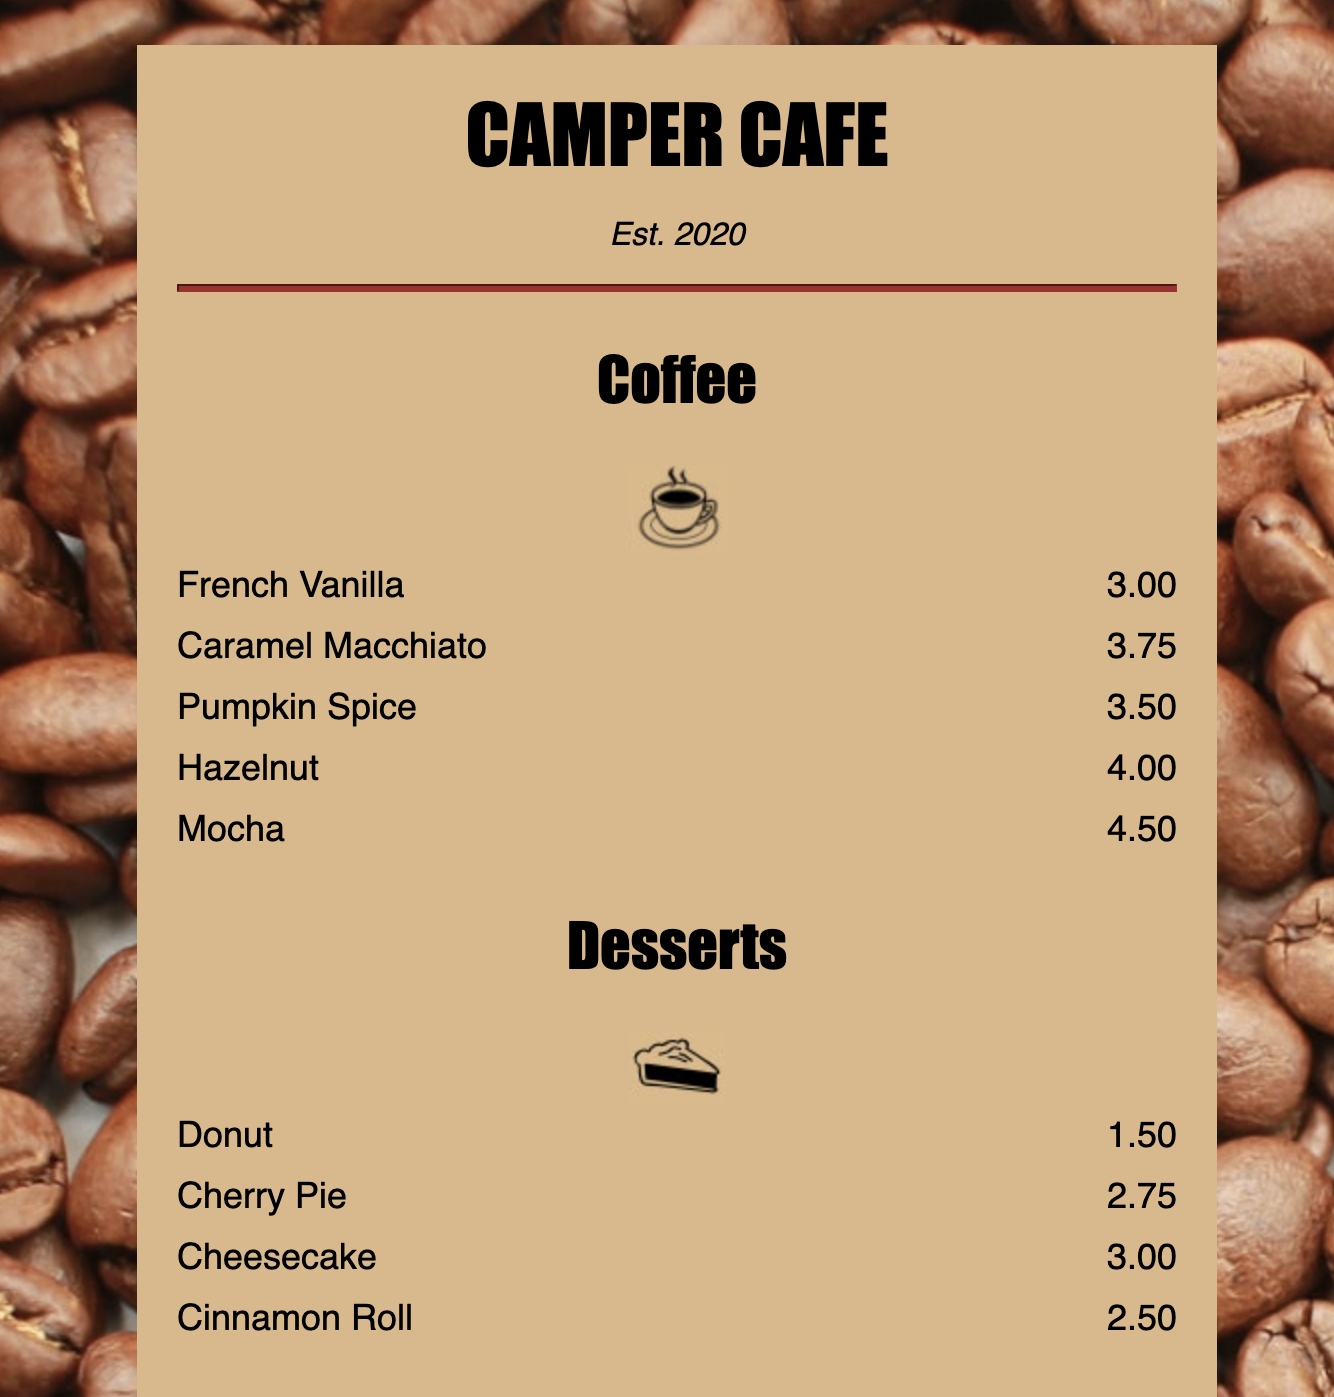 CAMPER CAFE
Est. 2020
Coffee
French Vanilla 3.00
Caramel Macchiato 3.75
Pumpkin Spice 3.50
Hazelnut 4.00
Mocha 4.50
Desserts
Donut 1.50
Cherry Pie 2.75
Cheesecake 3.00
Cinnamon Roll 2.50